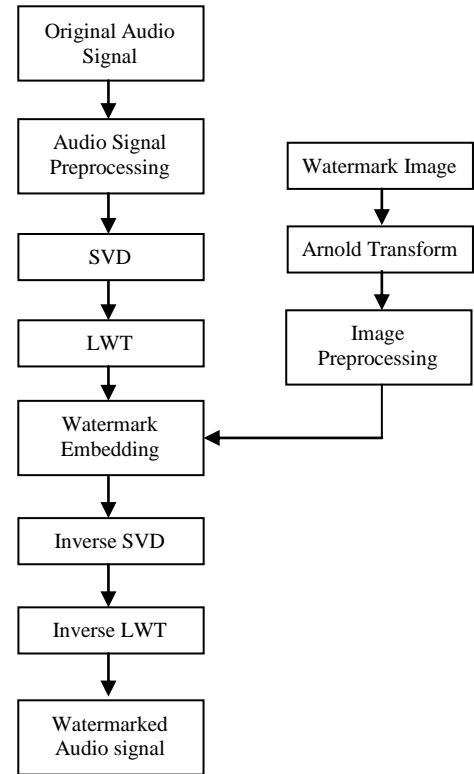 Original Audio
Signal
Audio Signal
Preprocessing
SVD
LWT
Watermark
Embedding
Inverse SVD
Inverse LWT
Watermarked
Audio signal
Watermark Image
Arnold Transform
Image
Preprocessing